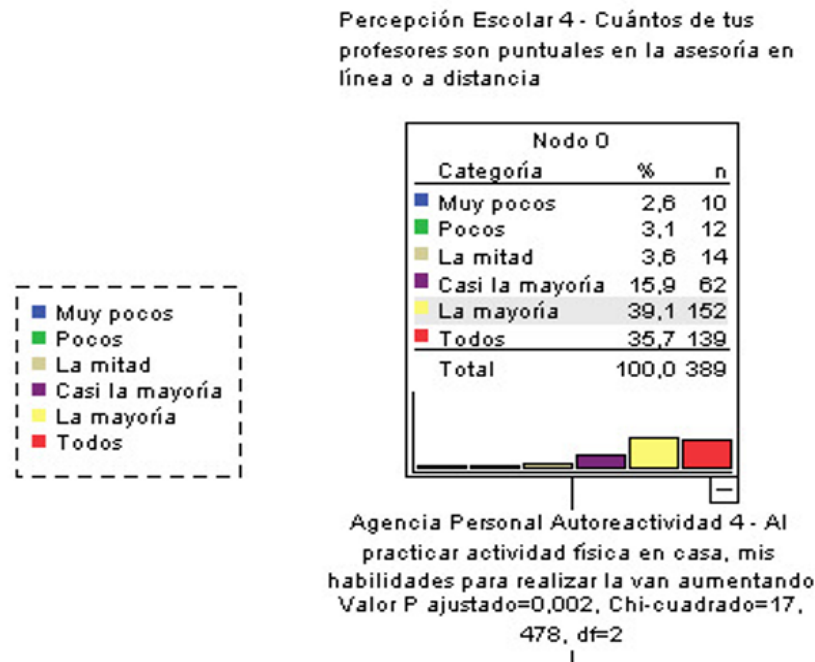 Percepción Escolar 4 - Cuántos de tus
profesores son puntuales en la asesoría en
línea o a distancia
Nodo 0
Categoría % n
Muy pocos 2,6 10
Pocos 3,1 12
La mitad 3,6 14
Casi la mayoría 15,9 62
La mayoría 39,1 152
Todos 35,7 139
Total 100,0 389
Muy pocos
Pocos
La mitad
Casi la mayoría
La mayoría
Todos
Agencia Personal Autoreactividad 4 - Al
practicar actividad física en casa, mis
habilidades para realizar la van aumentando
Valor P ajustado=0,002, Chi-cuadrado=17,
478, df=2